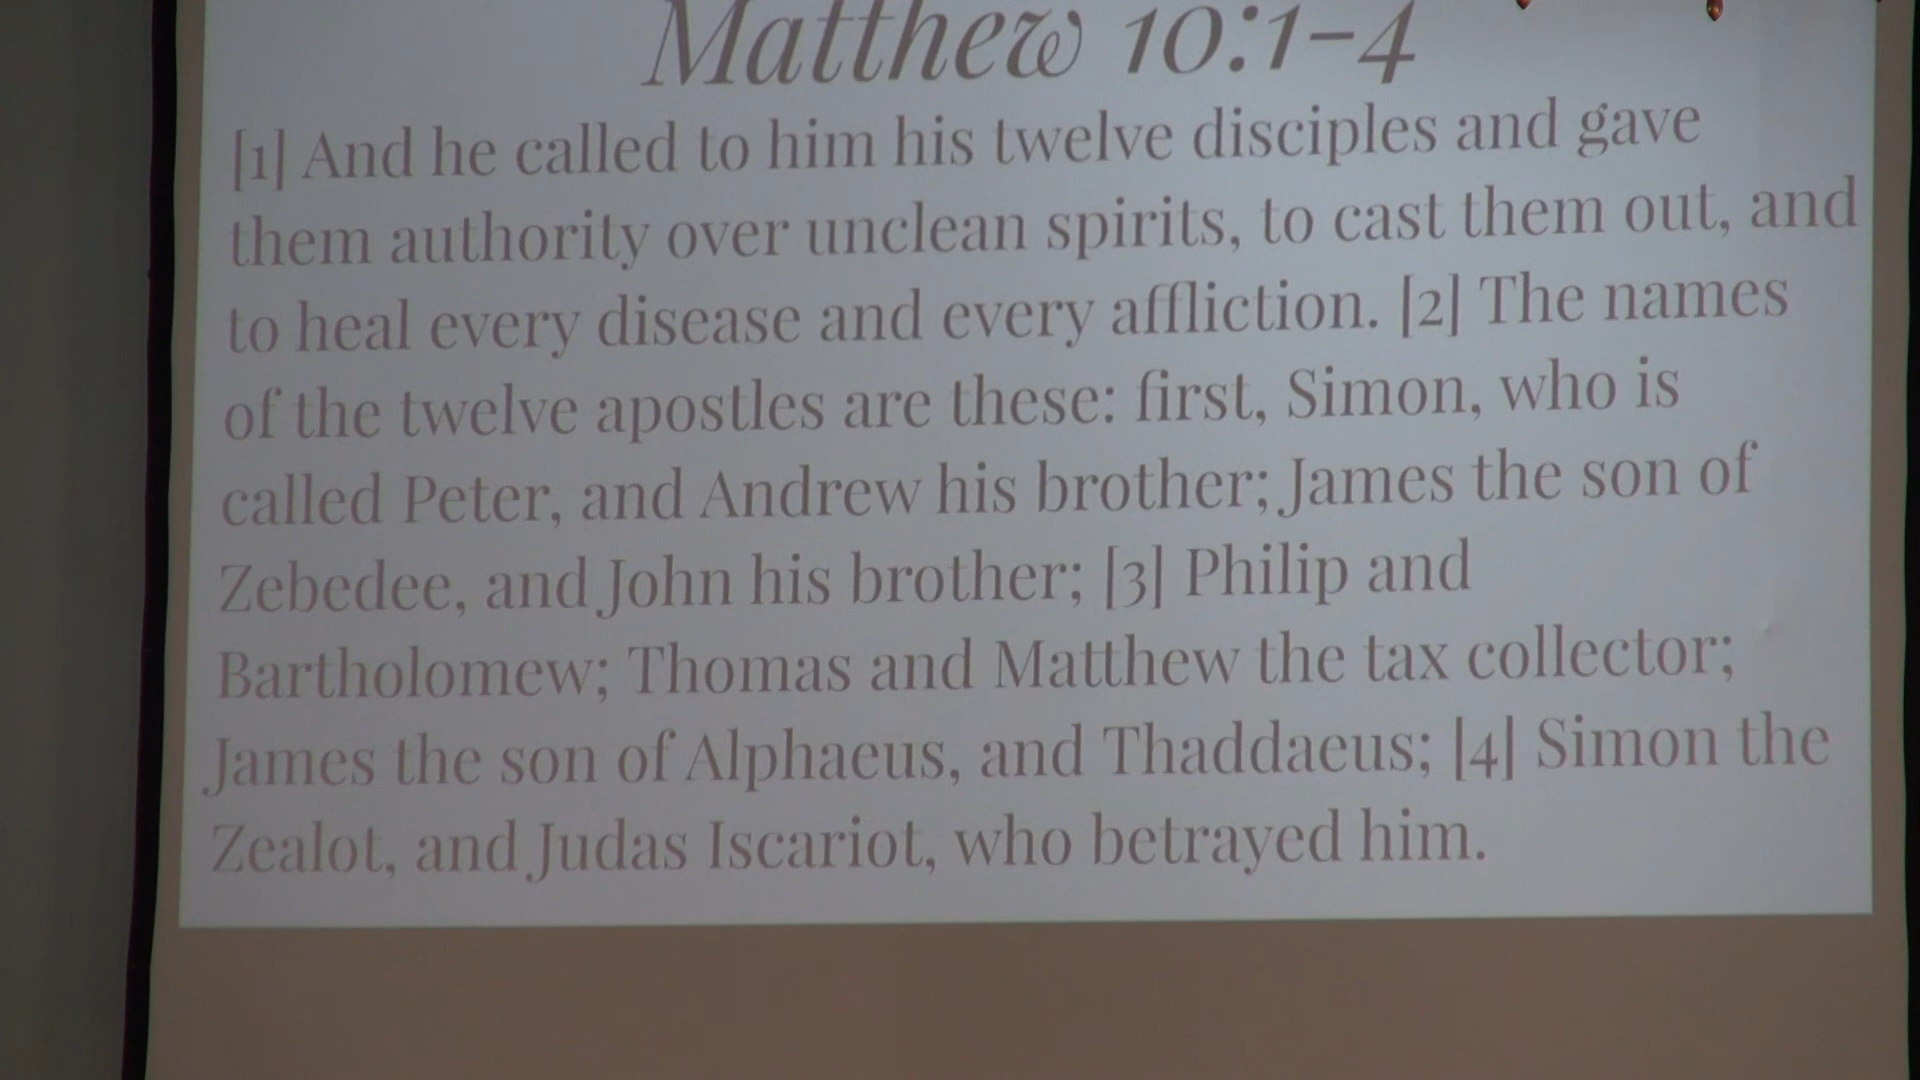 Matthew 10:1-4
[1] And he called to him his twelve disciples and gave
them authority over unclean spirits, to cast them out, and
to heal every disease and every affliction. [2] The names
of the twelve apostles are these: first, Simon, who is
called Peter, and Andrew his brother; James the son of
Zebedee, and John his brother; [3] Philip and
Bartholomew; Thomas and Matthew the tax collector;
James the son of Alphaeus, and Thaddaeus; [4] Simon the
Zealot, and Judas Iscariot, who betrayed him.